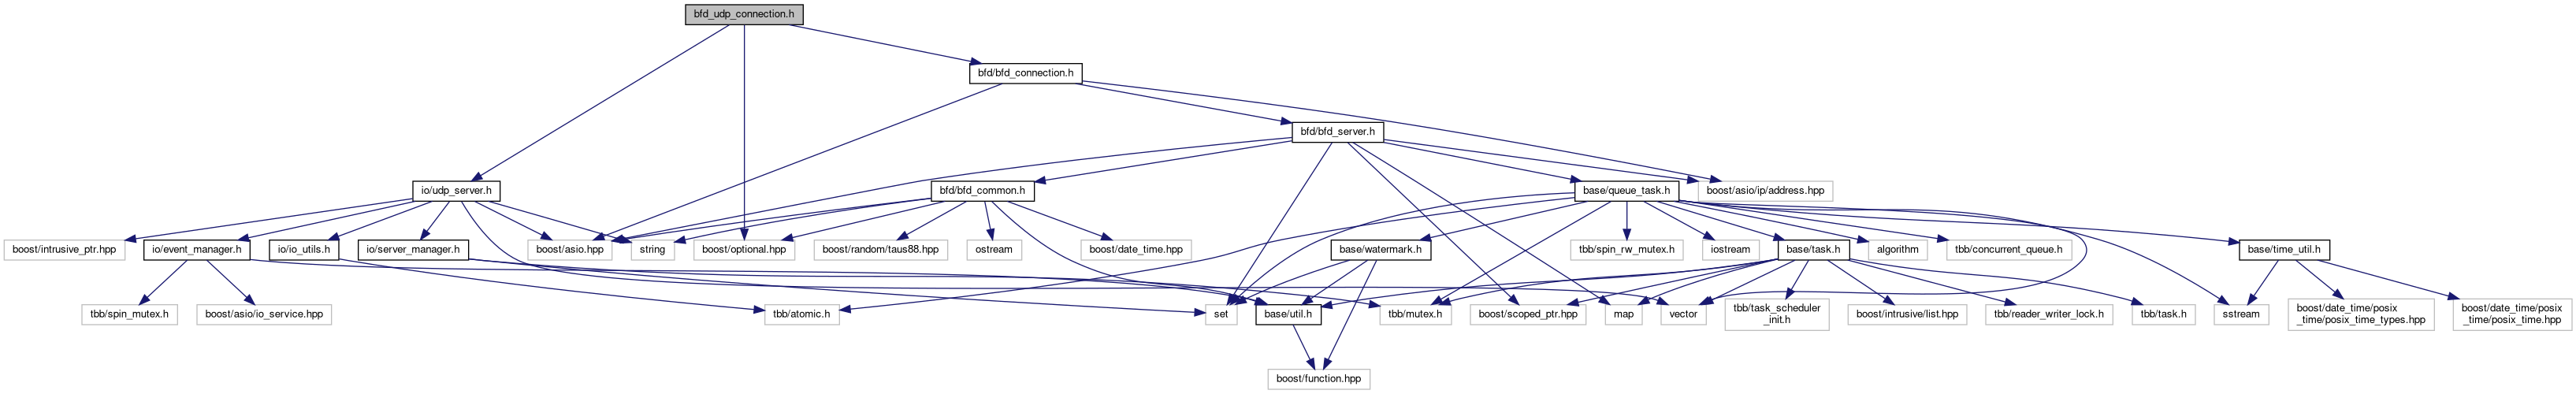 bfd_udp_connection.h
bfd/bfd_connection.h
bfd/bfd_server.h
io/udp_server.h
bfd/bfd_common.h
base/queue_task.h
boost/asio/ip/address.hpp
boost/intrusive_ptr.hpp
io/event_manager.h
io/io_utils.h
io/server_manager.h
boost/asio.hpp
string
boost/optional.hpp
boost/random/taus88.hpp
ostream
boost/date_time.hpp
base/watermark.h
tbb/spin_rw_mutex.h
iostream
base/task.h
algorithm
tbb/concurrent_queue.h
base/time_util.h
tbb/spin_mutex.h
boost/asio/io_service.hpp
tbb/atomic.h
set
base/util.h
tbb/mutex.h
boost/scoped_ptr.hpp
map
vector
tbb/task_scheduler
_init.h
boost/intrusive/list.hpp
tbb/reader_writer_lock.h
tbb/task.h
sstream
boost/date_time/posix
_time/posix_time_types.hpp
boost/date_time/posix
_time/posix_time.hpp
boost/function.hpp